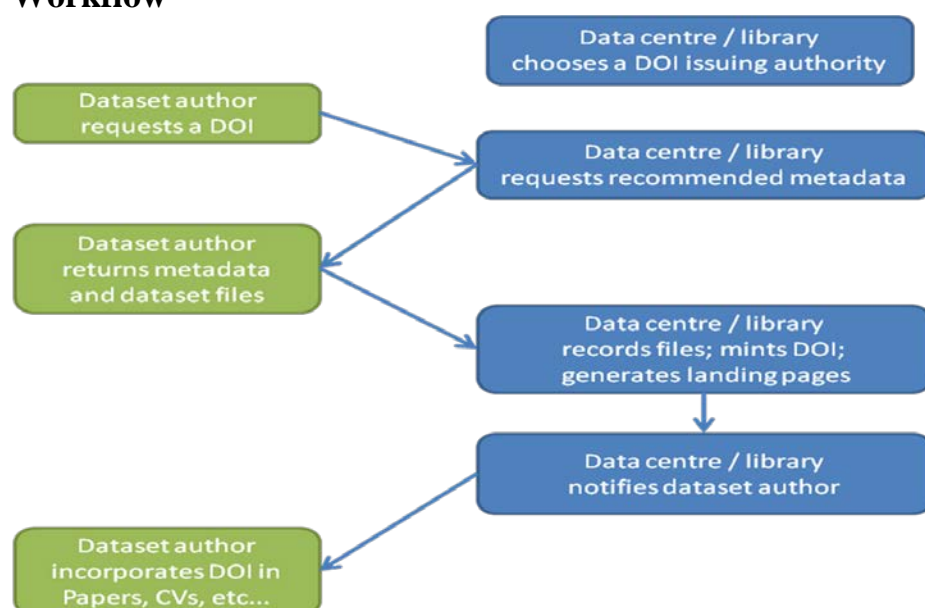 Workflow
Data centre / library
chooses a DOI issuing authority
Dataset author
requests a DOI
Data centre / library
requests recommended metadata
Dataset author
returns metadata
and dataset files
Data centre / library
records files; mints DOI;
generates landing pages
Data centre / library
notifies dataset author
Dataset author
incorporates DOI in
Papers, CVs, etc...